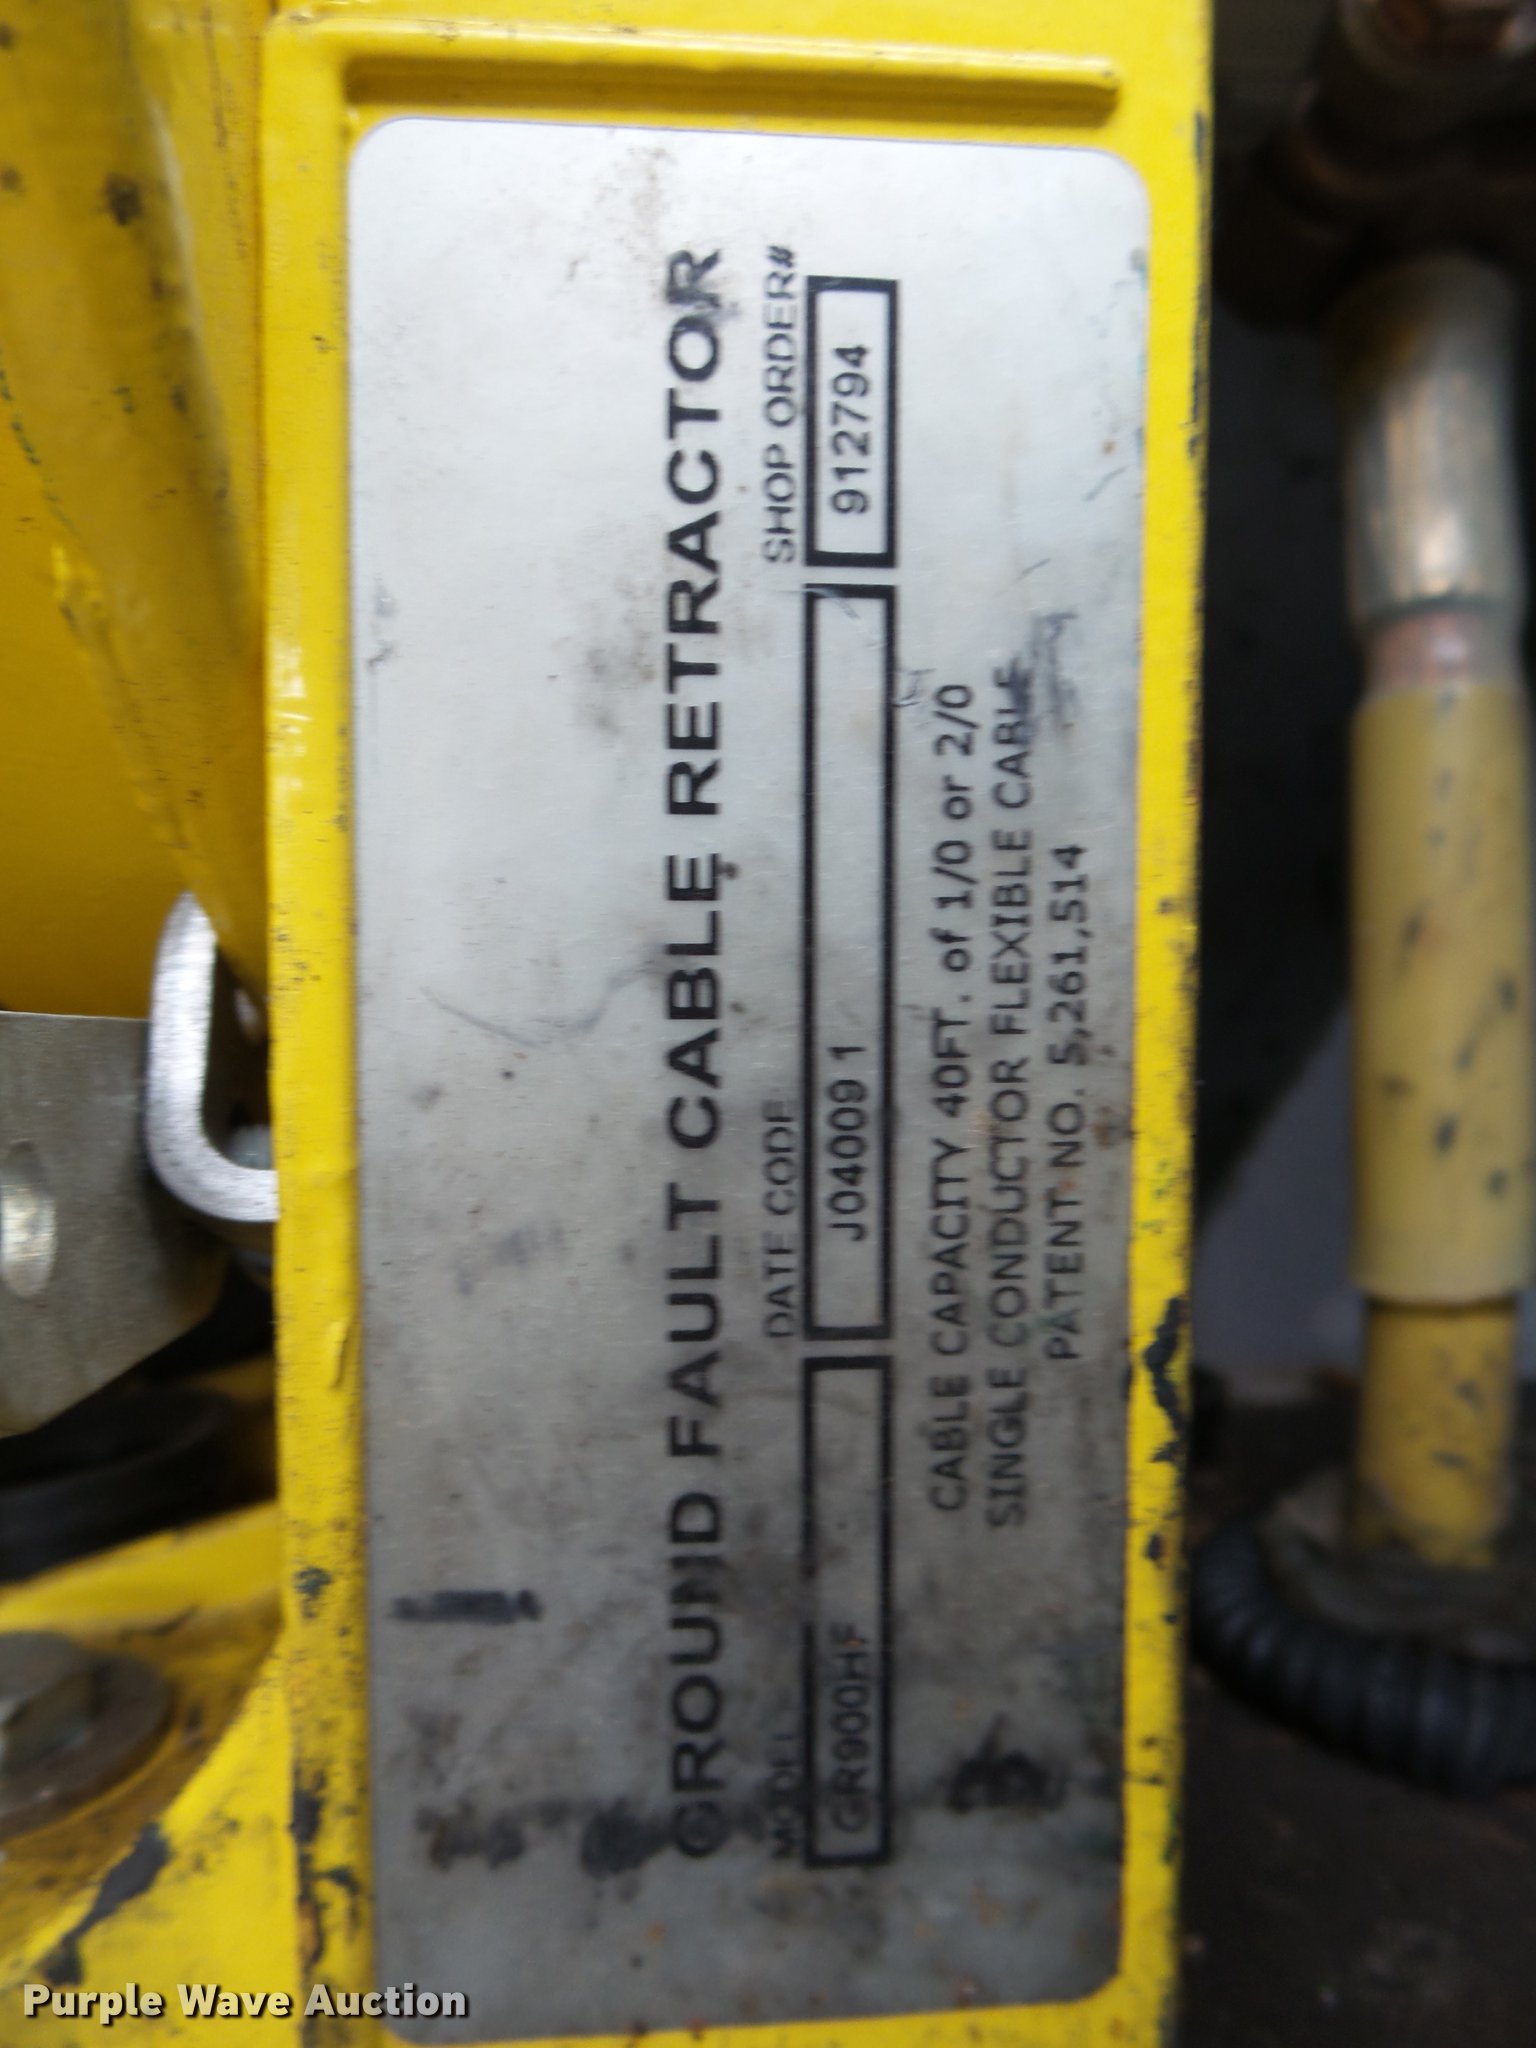 GROUND FAULT CABLE RETRACTOR
MODEL DATE CODE SHOP ORDER#
GR900HF J040091 912794
CABLE CAPACITY 40FT. of 1/0 or 2/0
SINGLE CONDUCTOR FLEXIBLE CABLE
PATENT NO. 5,261,514
Purple Wave Auction